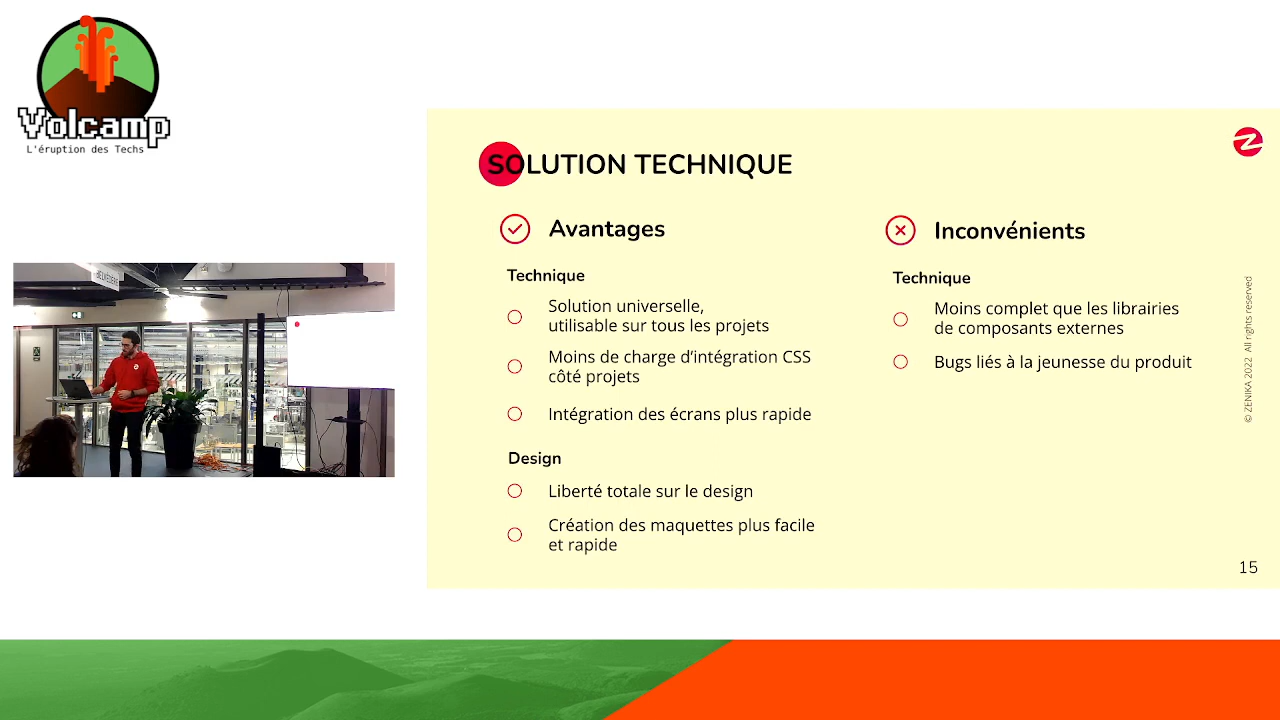 Volcamp
L'éruption des Techs
SOLUTION TECHNIQUE
Avantages
Technique
Solution universelle,
utilisable sur tous les projets
Moins de charge d'intégration CSS
côté projets
Intégration des écrans plus rapide
Design
Liberté totale sur le design
Création des maquettes plus facile
et rapide
Inconvénients
Technique
Moins complet que les librairies
de composants externes
Bugs liés à la jeunesse du produit
© ZENIKA 2022 All rights reserved
15